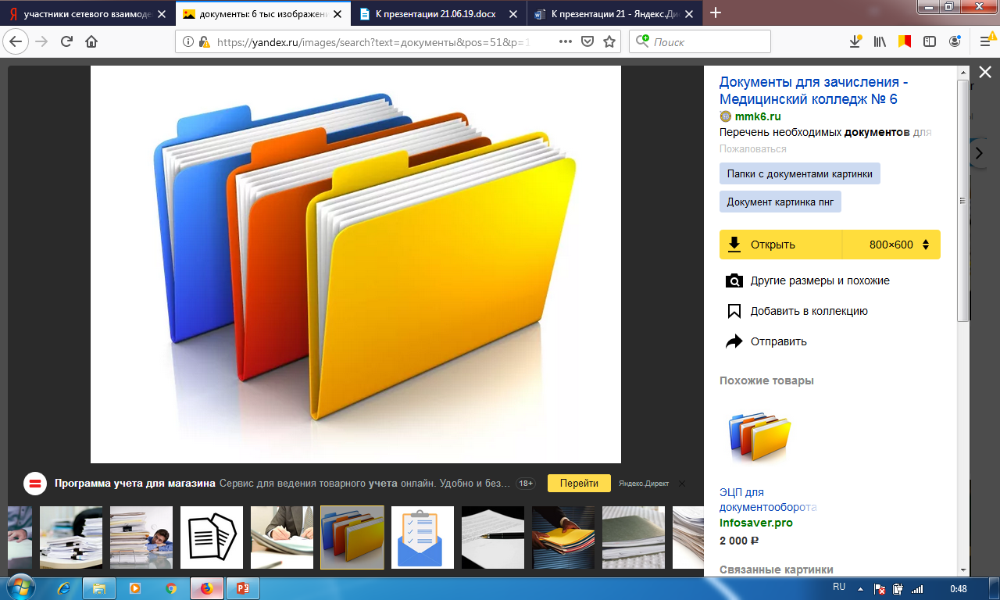 участники сетевого взаимоде
документы: 6 тыс изображени
К презентации 21.06.19.docx
К презентации 21 - Яндекс.Ди
https://yandex.ru/images/search?text=документы&pos=51&p=1
Поиск
Документы для зачисления -
Медицинский колледж № 6
mmk6.ru
Перечень необходимых документов для
Пожаловаться
Папки с документами картинки
Документ картинка пнг
Открыть 800×600
Другие размеры и похожие
Добавить в коллекцию
Отправить
Похожие товары
ЭЦП для
документооборота
Infosaver.pro
2 000 ₽
Связанные картинки
Программа учета для магазина Сервис для ведения товарного учета онлайн. Удобно и без... 18+ Перейти Яндекс.Директ
RU 0:48